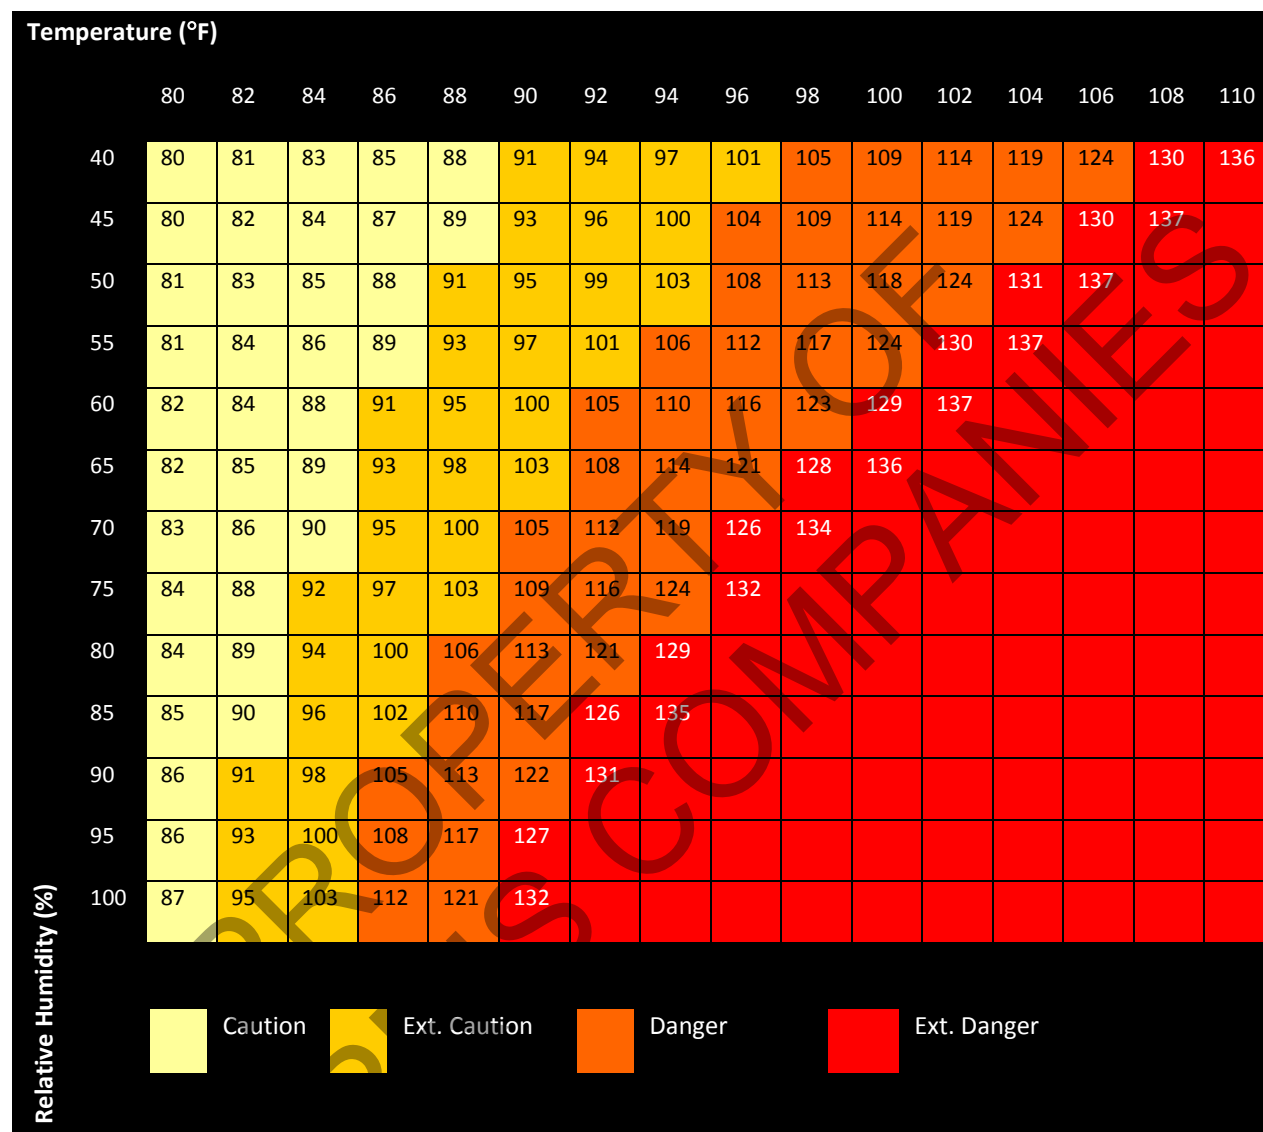 Temperature (°F)
80 82 84 86 88 90 92 94 96 98 100 102 104 106 108 110
40 80 81 83 85 88 91 94 97 101 105 109 114 119 124 130 136
45 80 82 84 87 89 93 96 100 104 109 114 119 124 130 137
50 81 83 85 88 91 95 99 103 108 113 118 124 131 137
55 81 84 86 89 93 97 101 106 112 117 124 130 137
60 82 84 88 91 95 100 105 110 116 123 129 137
65 82 85 89 93 98 103 108 114 121 128 136
70 83 86 90 95 100 105 112 119 126 134
75 84 88 92 97 103 109 116 124 132
80 84 89 94 100 106 113 121 129
85 85 90 96 102 110 117 126 135
90 86 91 98 105 113 122 131
95 86 93 100 108 117 127
100 87 95 103 112 121 132
Relative Humidity (%)
Caution Ext. Caution Danger Ext. Danger
PROPERTY OF
COMPANIES